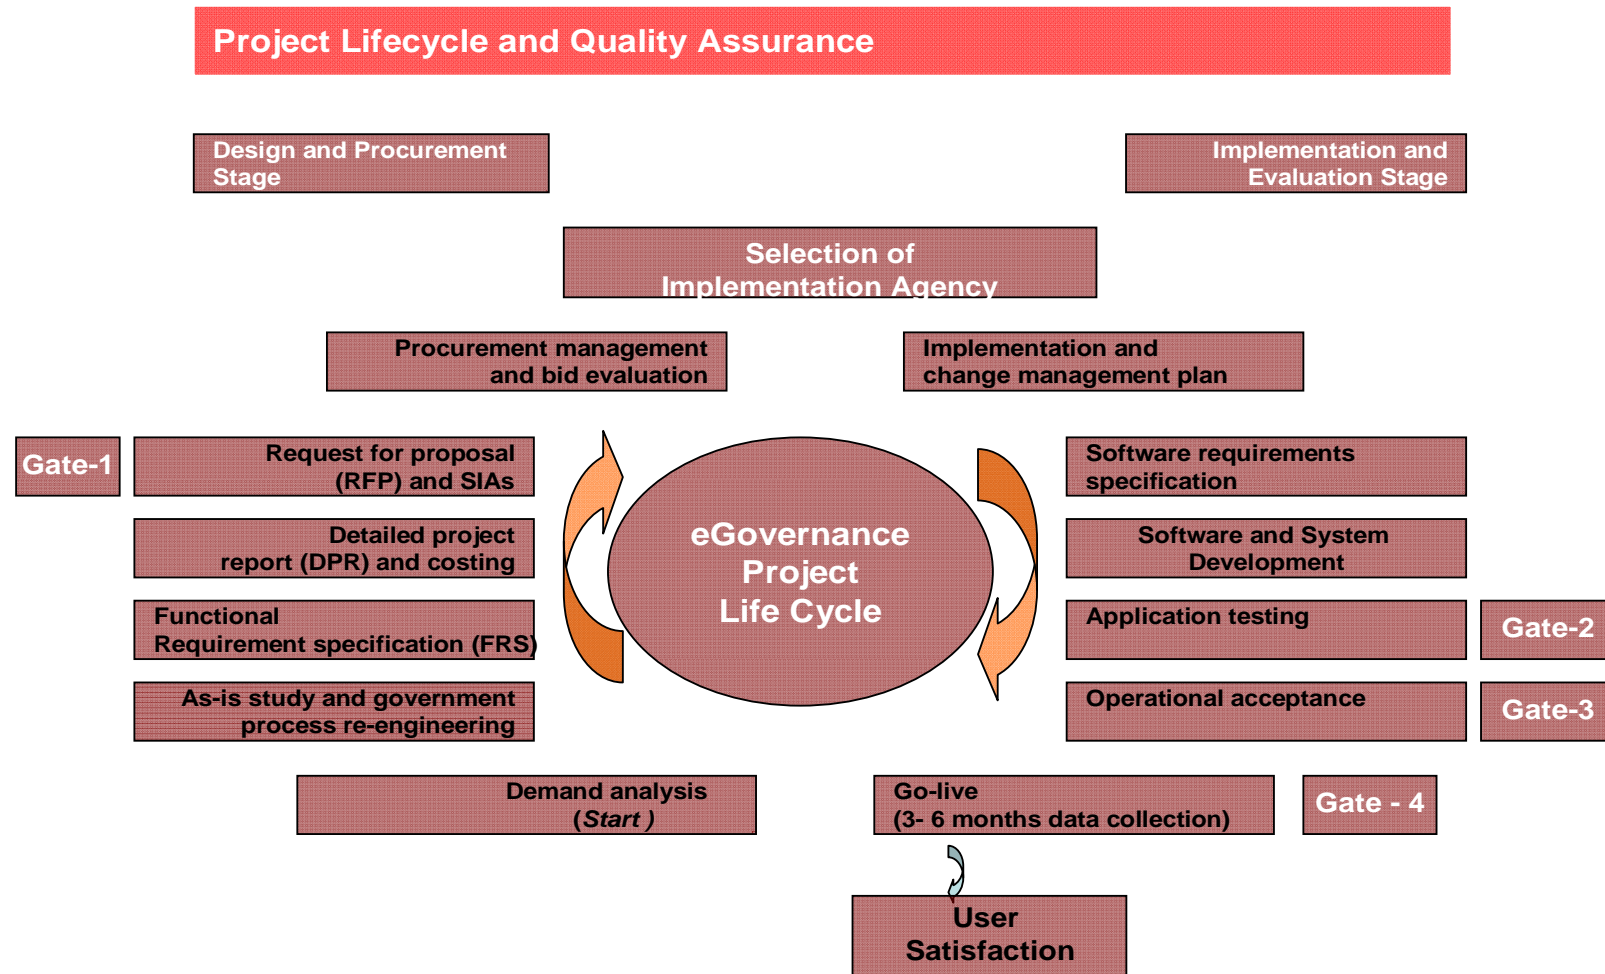 Project Lifecycle and Quality Assurance
Design and Procurement
Stage
Implementation and
Evaluation Stage
Selection of
Implementation Agency
Procurement management
and bid evaluation
Implementation and
change management plan
Gate-1
Request for proposal
(RFP) and SIAs
Detailed project
report (DPR) and costing
Functional
Requirement specification (FRS)
As-is study and government
process re-engineering
Demand analysis
(Start )
eGovernance
Project
Life Cycle
Software requirements
specification
Software and System
Development
Application testing
Gate-2
Operational acceptance
Gate-3
Go-live
(3- 6 months data collection)
Gate - 4
User
Satisfaction